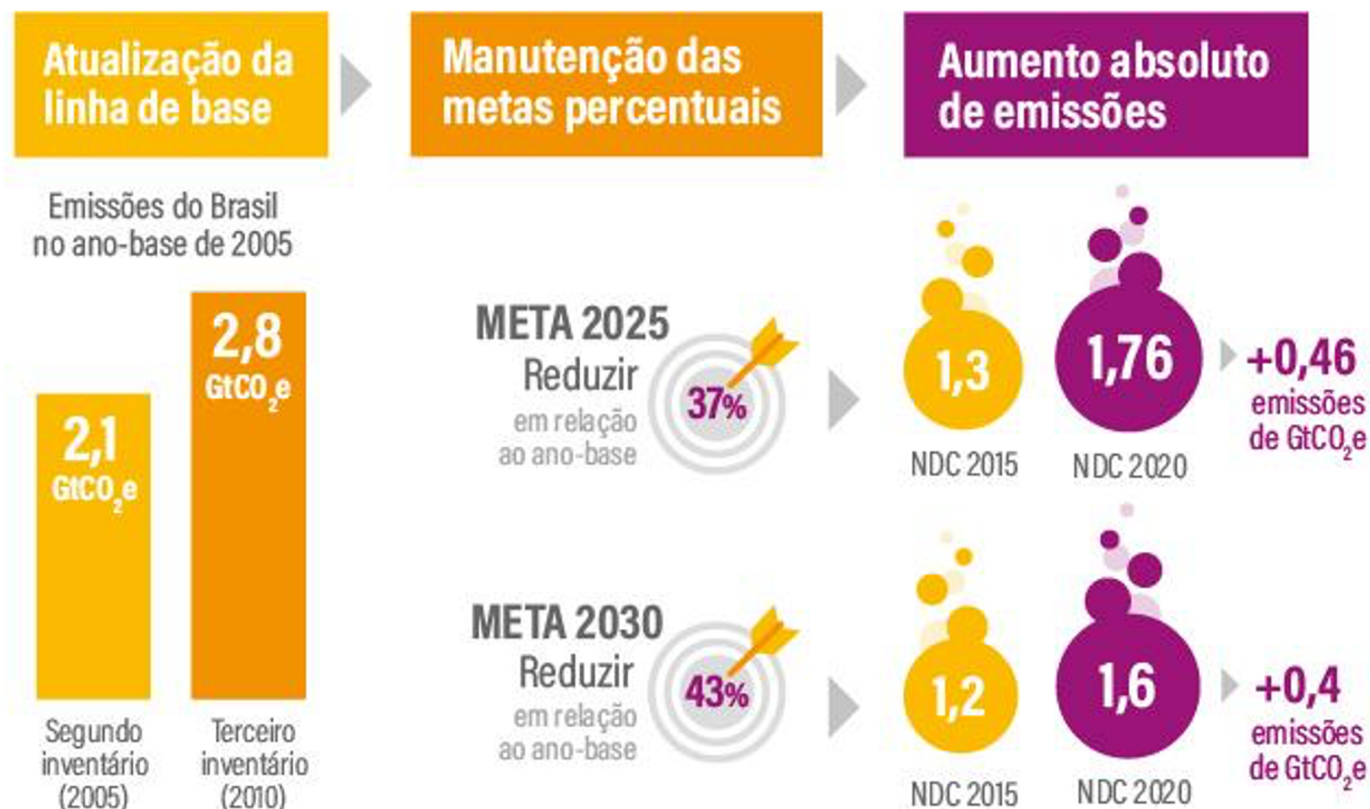 Atualização da
linha de base
Manutenção das
metas percentuais
Aumento absoluto
de emissões
Emissões do Brasil
no ano-base de 2005
2,1
GtCO₂e
2,8
GtCO₂e
Segundo
inventário
(2005)
Terceiro
inventário
(2010)
META 2025
Reduzir
em relação
ao ano-base
37%
1,3
NDC 2015
1,76
NDC 2020
+0,46
emissões
de GtCO₂e
META 2030
Reduzir
em relação
ao ano-base
43%
1,2
NDC 2015
1,6
NDC 2020
+0,4
emissões
de GtCO₂e